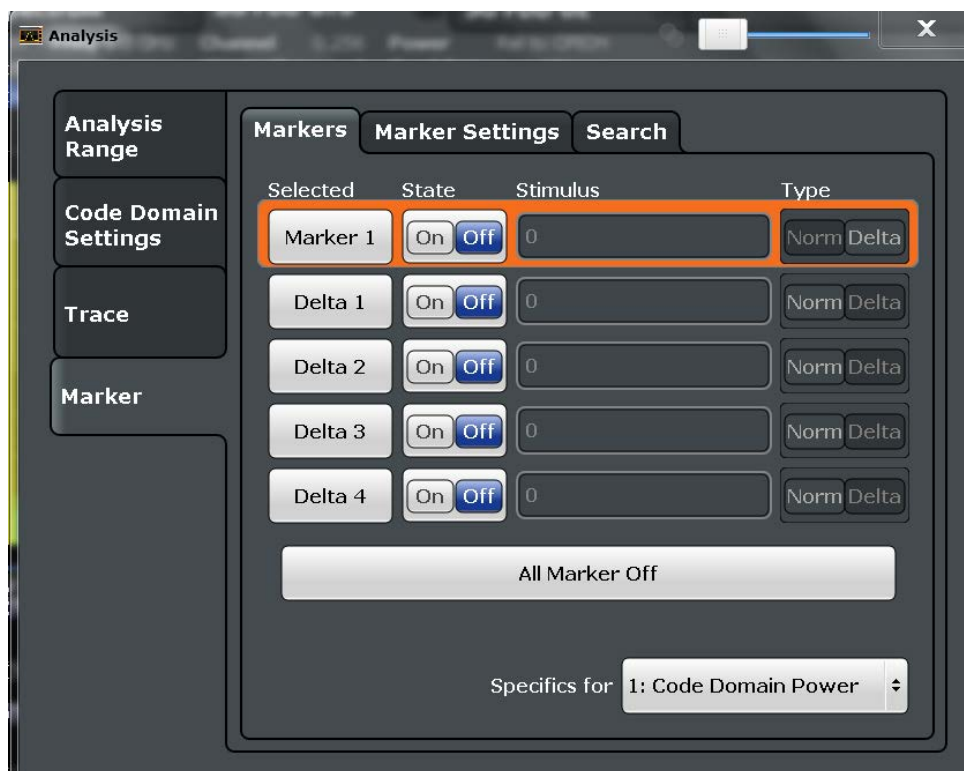 Analysis
Analysis
Range
Code Domain
Settings
Trace
Marker
Markers Marker Settings Search
Selected State Stimulus Type
Marker 1 On Off 0 Norm Delta
Delta 1 On Off 0 Norm Delta
Delta 2 On Off 0 Norm Delta
Delta 3 On Off 0 Norm Delta
Delta 4 On Off 0 Norm Delta
All Marker Off
Specifics for 1: Code Domain Power